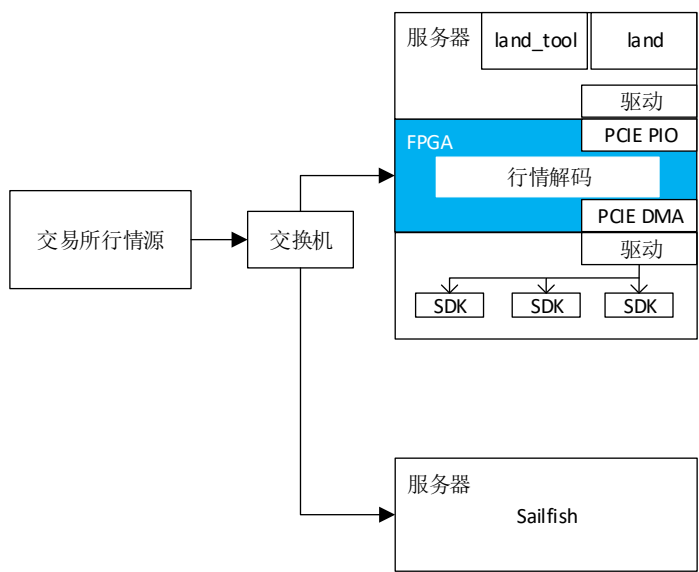 服务器
land_tool
land
驱动
PCIE PIO
FPGA
行情解码
PCIE DMA
驱动
SDK
SDK
SDK
交易所行情源
交换机
服务器
Sailfish